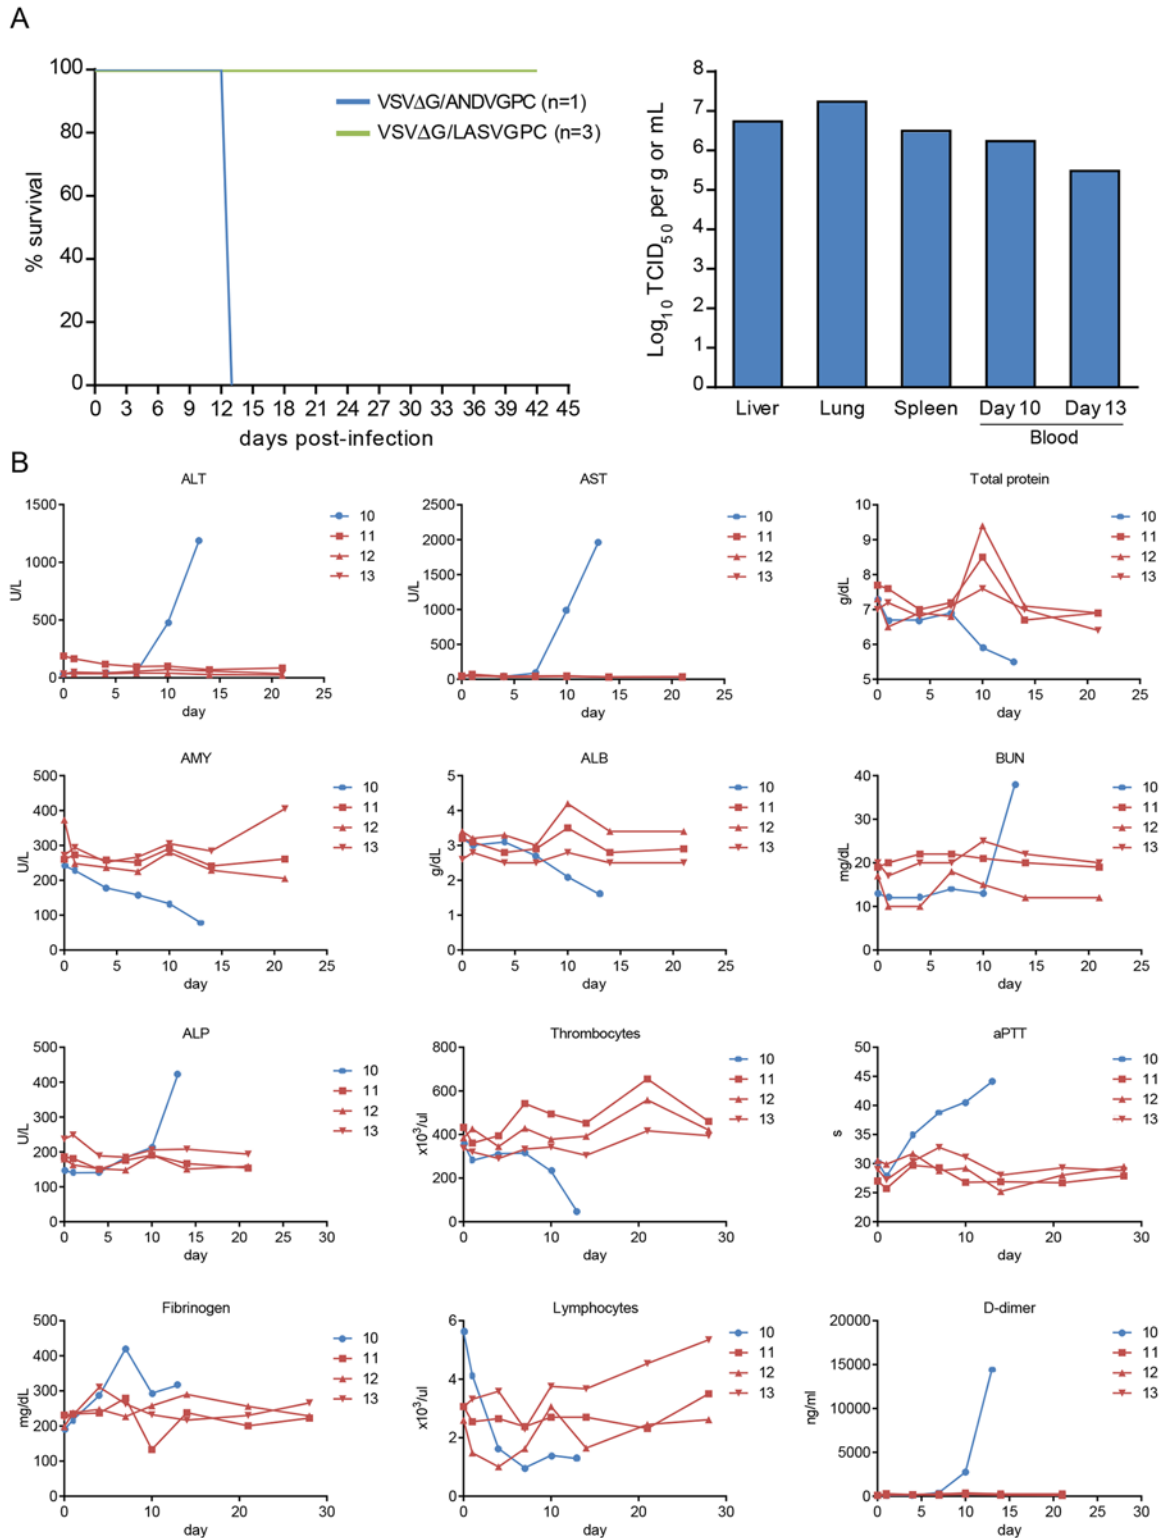 A
100
80
60
40
20
0
% survival
VSVΔG/ANDVGPC (n=1)
VSVΔG/LASVGPC (n=3)
0 3 6 9 12 15 18 21 24 27 30 33 36 39 42 45
days post-infection
8
7
6
5
4
3
2
1
0
Log10 TCID50 per g or mL
Liver Lung Spleen Day 10 Day 13
Blood
B
ALT
1500
1000
500
0
U/L
0 5 10 15 20 25
day
10
11
12
13
AST
2500
2000
1000
500
0
U/L
0 5 10 15 20 25
day
10
11
12
13
Total protein
10
9
8
7
6
5
g/dL
0 5 10 15 20 25
day
10
11
12
13
AMY
500
400
300
200
100
0
U/L
0 5 10 15 20 25
day
10
11
12
13
ALB
5
4
3
2
1
0
g/dL
0 5 10 15 20 25
day
10
11
12
13
BUN
40
30
20
10
0
mg/dL
0 5 10 15 20 25
day
10
11
12
13
ALP
500
400
300
200
100
0
U/L
0 5 10 15 20 25 30
day
10
11
12
13
Thrombocytes
800
600
400
200
0
x10³/ul
0 10 20 30
day
10
11
12
13
aPTT
50
45
40
35
30
25
20
s
0 10 20 30
day
10
11
12
13
Fibrinogen
500
400
300
200
100
0
mg/dL
0 10 20 30
day
10
11
12
13
Lymphocytes
6
4
2
0
x10³/ul
0 10 20 30
day
10
11
12
13
D-dimer
20000
15000
10000
5000
0
ng/ml
0 5 10 15 20 25
day
10
11
12
13